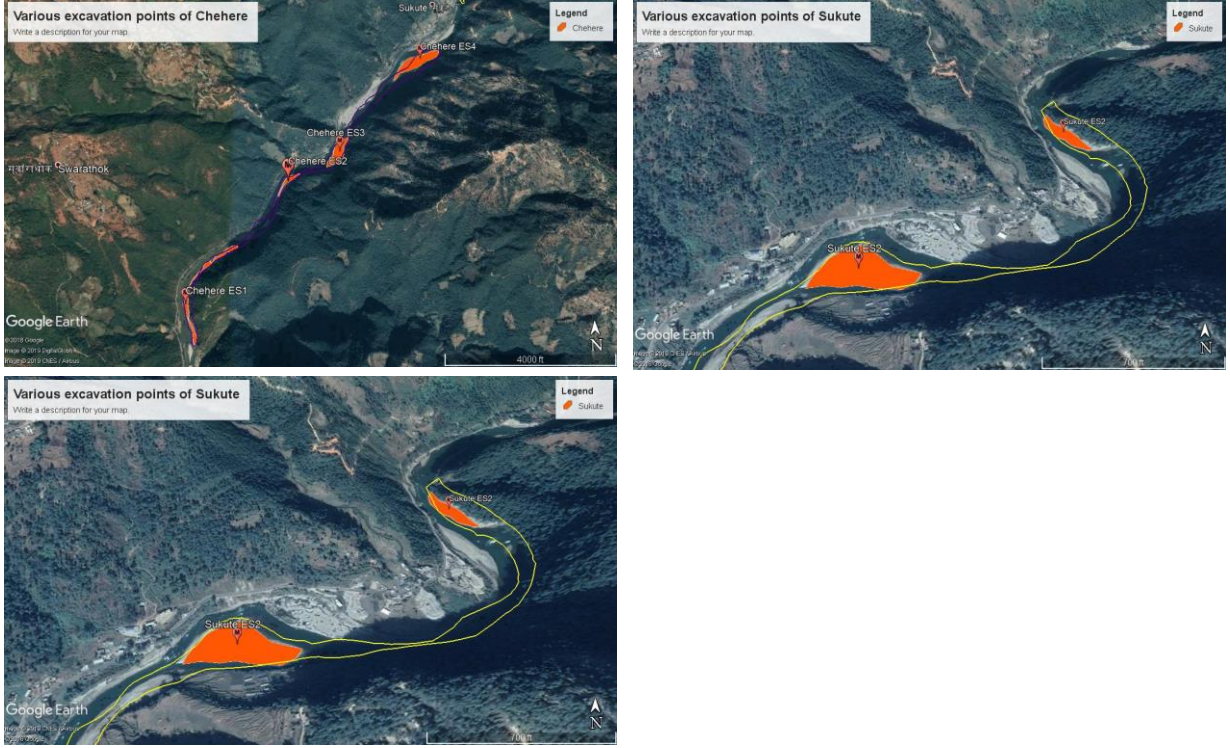 Various excavation points of Chehere
Write a description for your map.
Legend
Chehere
Sukute
Chehere ES4
Chehere ES3
Chehere ES2
Swarathok
Chehere ES1
Google Earth
©2018 Google
4000 ft
N
Various excavation points of Sukute
Write a description for your map.
Legend
Sukute
Sukute ES2
Sukute ES2
Google Earth
700 ft
N
Various excavation points of Sukute
Write a description for your map.
Legend
Sukute
Sukute ES2
Sukute ES2
Google Earth
700 ft
N